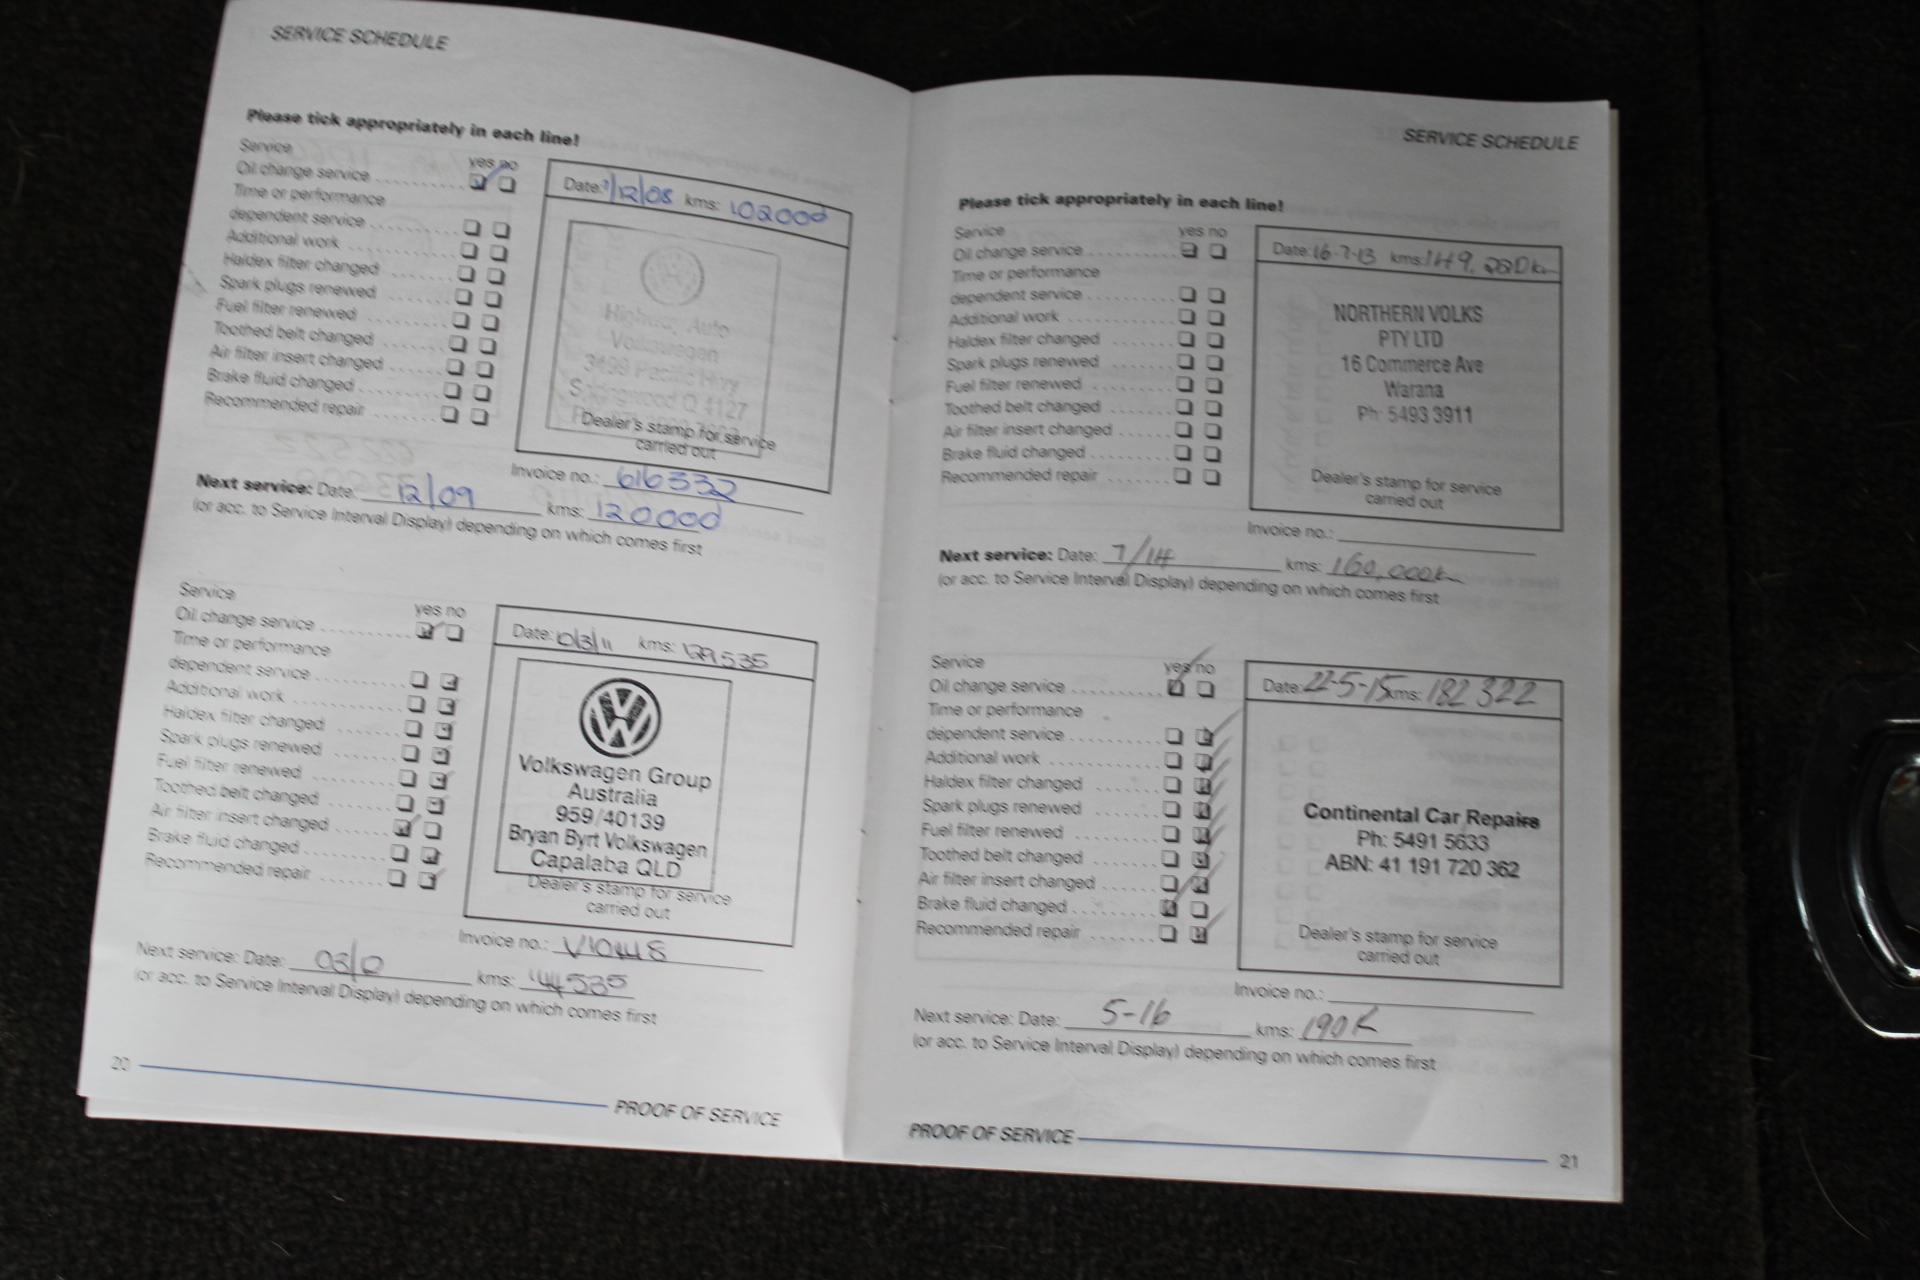 SERVICE SCHEDULE
Please tick appropriately in each line!
Service
yes no
Oil change service
Time or performance
dependent service
Additional work
Haldex filter changed
Spark plugs renewed
Fuel filter renewed
Toothed belt changed
Air filter insert changed
Brake fluid changed
Recommended repair
Date: /12/08 kms: 102000
Highway Auto
Volkswagen
3499 Pacific Hwy
Springwood Q 4127
Dealer's stamp for service
carried out
Invoice no.: 616332
Next service: Date: 12/09 kms: 120000
(or acc. to Service Interval Display) depending on which comes first
Service
yes no
Oil change service
Time or performance
dependent service
Additional work
Haldex filter changed
Spark plugs renewed
Fuel filter renewed
Toothed belt changed
Air filter insert changed
Brake fluid changed
Recommended repair
Date: 10/3/11 kms: 129535
Volkswagen Group
Australia
959/40139
Bryan Byrt Volkswagen
Capalaba QLD
Dealer's stamp for service
carried out
Invoice no.:
Next service: Date: kms: 144535
(or acc. to Service Interval Display) depending on which comes first
20
PROOF OF SERVICE
SERVICE SCHEDULE
Please tick appropriately in each line!
Service
yes no
Oil change service
Time or performance
dependent service
Additional work
Haldex filter changed
Spark plugs renewed
Fuel filter renewed
Toothed belt changed
Air filter insert changed
Brake fluid changed
Recommended repair
Date: 16-7-13 kms:
NORTHERN VOLKS
PTY LTD
16 Commerce Ave
Warana
Ph: 5493 3911
Dealer's stamp for service
carried out
Invoice no.:
Next service: Date: 7/14 kms: 160,000k
(or acc. to Service Interval Display) depending on which comes first
Service
yes no
Oil change service
Time or performance
dependent service
Additional work
Haldex filter changed
Spark plugs renewed
Fuel filter renewed
Toothed belt changed
Air filter insert changed
Brake fluid changed
Recommended repair
Date: 22-5-15 kms: 182 322
Continental Car Repairs
Ph: 5491 5633
ABN: 41 191 720 362
Dealer's stamp for service
carried out
Invoice no.:
Next service: Date: 5-16 kms: 190K
(or acc. to Service Interval Display) depending on which comes first
PROOF OF SERVICE
21